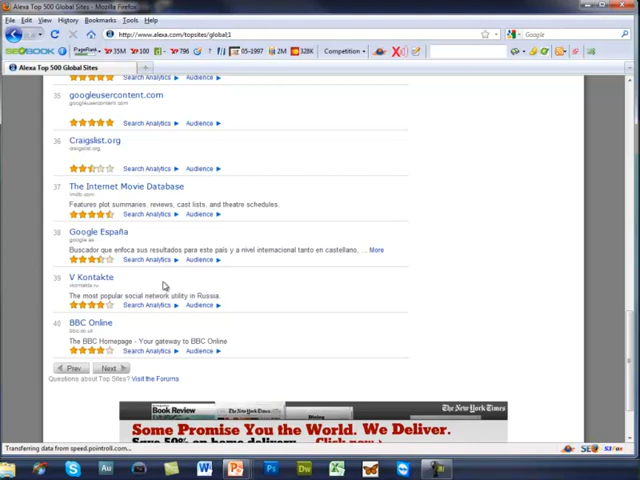 Alexa Top 500 Global Sites - Mozilla Firefox
File Edit View History Bookmarks Tools Help
http://www.alexa.com/topsites/global;1
Google
SEOBOOK PageRank 35M 100 796 05-1997 2M 328K Competition
Alexa Top 500 Global Sites
Search Analytics Audience
35 googleusercontent.com
googleusercontent.com
Search Analytics Audience
36 Craigslist.org
craigslist.org
Search Analytics Audience
37 The Internet Movie Database
imdb.com
Features plot summaries, reviews, cast lists, and theatre schedules.
Search Analytics Audience
38 Google España
google.es
Buscador que enfoca sus resultados para este país y a nivel internacional tanto en castellano, ... More
Search Analytics Audience
39 V Kontakte
vkontakte.ru
The most popular social network utility in Russia.
Search Analytics Audience
40 BBC Online
bbc.co.uk
The BBC Homepage - Your gateway to BBC Online
Search Analytics Audience
Prev Next
Questions about Top Sites? Visit the Forums.
Book Review The New York Times The New York Times
Some Promise You the World. We Deliver.
Save 50% on home delivery. Click now
Transferring data from speed.pointroll.com...